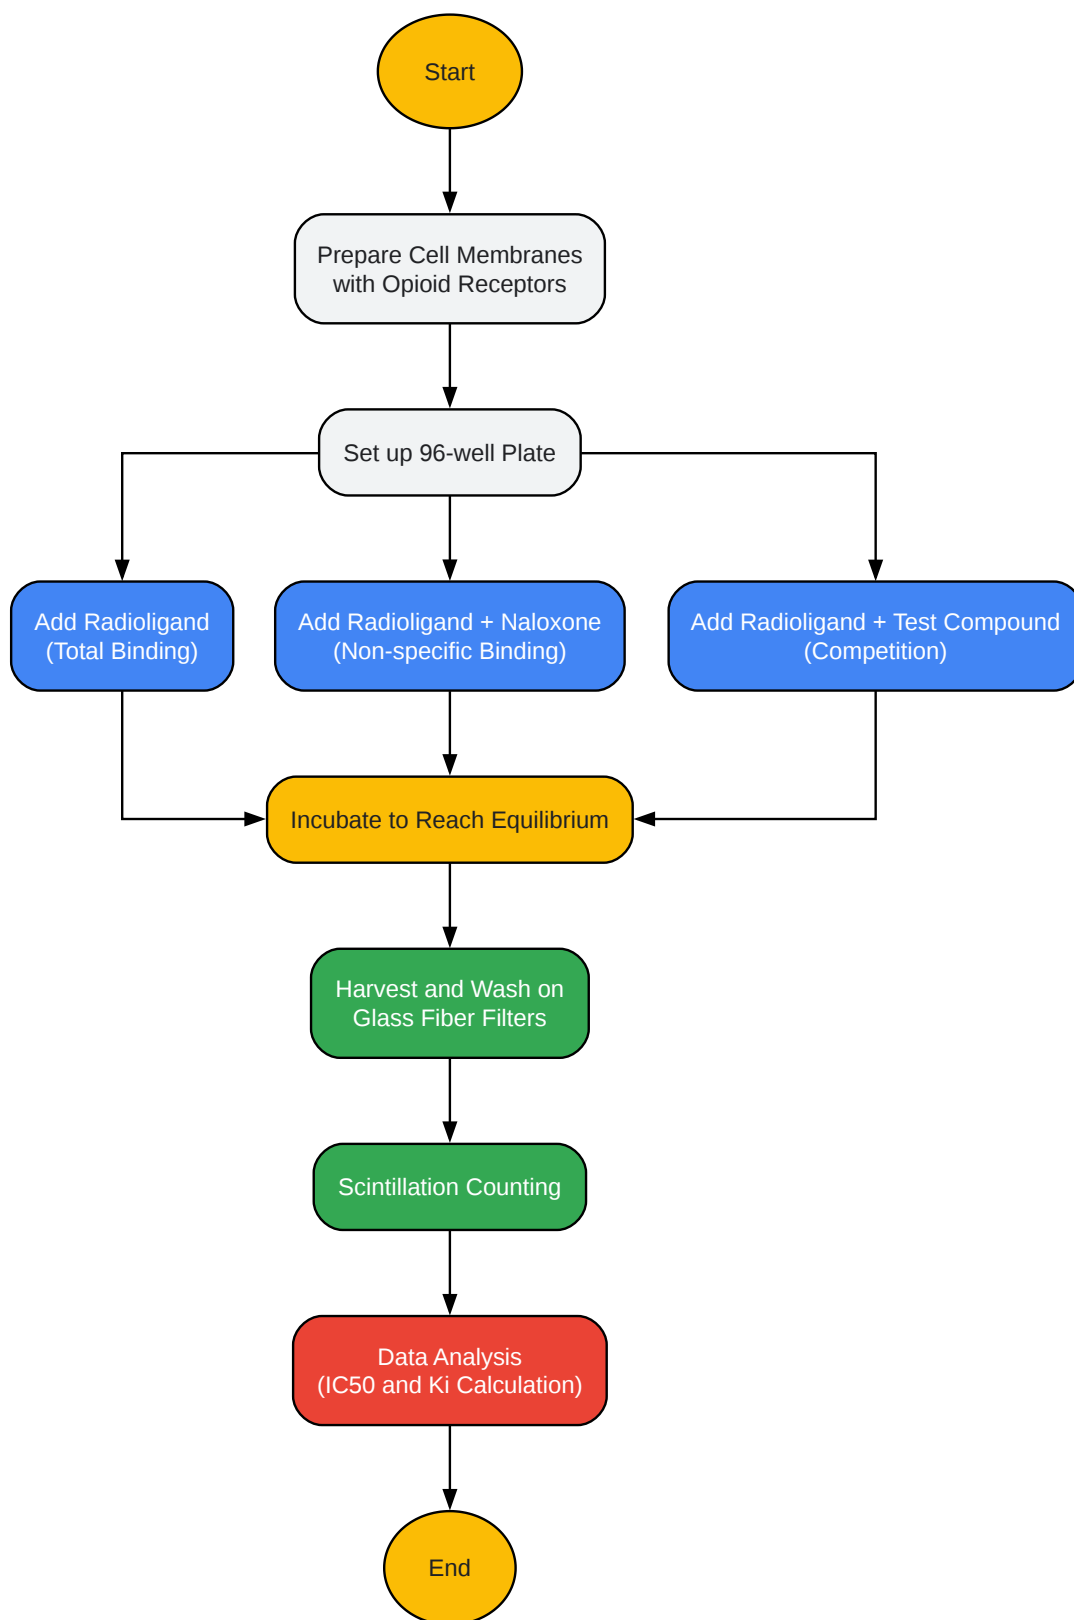 Start
Prepare Cell Membranes
with Opioid Receptors
Set up 96-well Plate
Add Radioligand
(Total Binding)
Add Radioligand + Naloxone
(Non-specific Binding)
Add Radioligand + Test Compound
(Competition)
Incubate to Reach Equilibrium
Harvest and Wash on
Glass Fiber Filters
Scintillation Counting
Data Analysis
(IC50 and Ki Calculation)
End